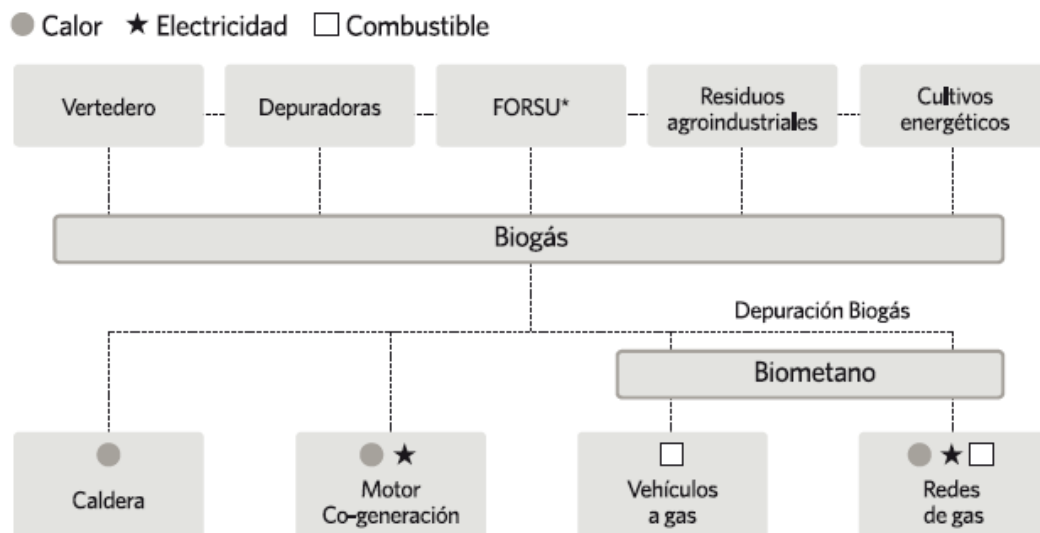 Calor Electricidad Combustible
Vertedero
Depuradoras
FORSU*
Residuos
agroindustriales
Cultivos
energéticos
Biogás
Depuración Biogás
Biometano
Caldera
Motor
Co-generación
Vehículos
a gas
Redes
de gas